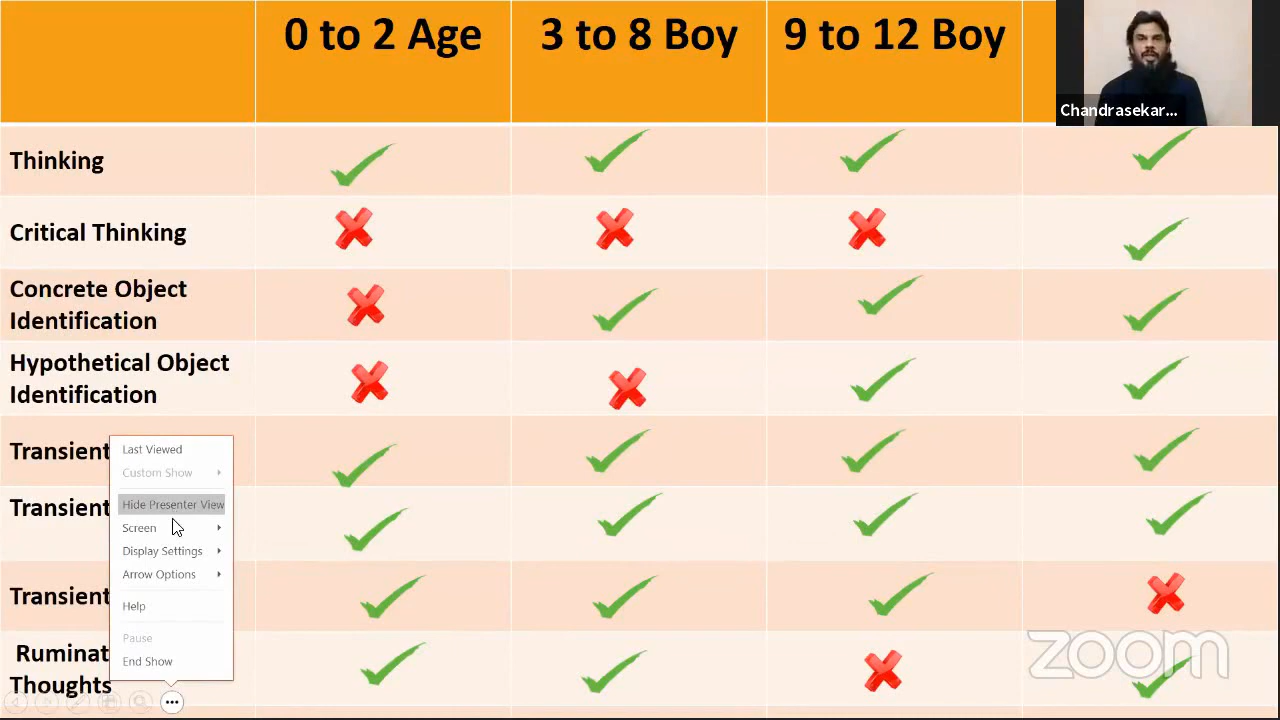 0 to 2 Age
3 to 8 Boy
9 to 12 Boy
Chandrasekar...
Thinking
Critical Thinking
Concrete Object
Identification
Hypothetical Object
Identification
Transient
Transient
Transient
Ruminat
Thoughts
Last Viewed
Custom Show
Hide Presenter View
Screen
Display Settings
Arrow Options
Help
Pause
End Show
zoom